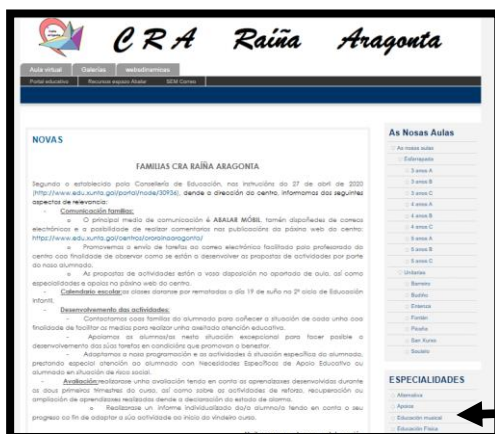 CRA Raíña Aragonta
Aula virtual Galerías websdinamicas
Portal educativo Recursos espazo Abalar SEM Correo
NOVAS
FAMILIAS CRA RAÍÑA ARAGONTA
Segundo o establecido pola Consellería de Educación, nas instrucións do 27 de abril de 2020
(http://www.edu.xunta.gal/portal/node/30956), dende a dirección do centro, informamos dos seguintes
aspectos de relevancia:
- Comunicación familias:
o O principal medio de comunicación é ABALAR MÓBIL, tamén dispoñedes de correos
electrónicos e a posibilidade de realizar comentarios nas publicacións da páxina web do centro:
https://www.edu.xunta.gal/centros/crarainaaragonta/
- Promovemos o envío de tarefas ao correo electrónico facilitado polo profesorado do
centro coa finalidade de observar como se están a desenvolver as propostas de actividades por parte
do noso alumnado.
o As propostas de actividades están a vosa disposición no apartado de aula, así como
especialidades e apoios na páxina web do centro.
- Calendario escolar: as clases daranse por rematadas o día 19 de xuño no 2º ciclo de Educación
Infantil.
- Desenvolvemento das actividades:
- Contactamos coas familias do alumnado para coñecer a situación de cada unha coa
finalidade de facilitar os medios para realizar unha axeitada atención educativa.
- Apoiamos ao alumnas/os nesta situación excepcional para facer posible o
desenvolvemento das súas tarefas en condicións que promovan o benestar.
- Adaptamos a nosa programación e as actividades á situación específica do alumnado,
prestando especial atención ao alumnado con Necesidades Específicas de Apoio Educativo ou
alumnado en situación de risco social.
- Avaliación: realizarase unha avaliación tendo en conta as aprendizaxes desenvolvidas durante
os dous primeiros trimestres do curso, así como sobre as actividades de reforzo, recuperación ou
ampliación de aprendizaxes realizadas dende a declaración do estado de alarma.
o Realizarase un informe individualizado do/a alumno/a tendo en conta o seu
progreso co fin de adaptar a súa actividade ao inicio do vindeiro curso.
As Nosas Aulas
As nosas aulas
Edionapado
3 anos A
3 anos B
3 anos C
4 anos A
4 anos B
4 anos C
5 anos A
5 anos B
5 anos C
Unitarias
Barreiro
Budiño
Entenza
Fontán
Picoña
San Xurxo
Soutelo
ESPECIALIDADES
Alternativa
Apoios
Educación musical
Educación Física